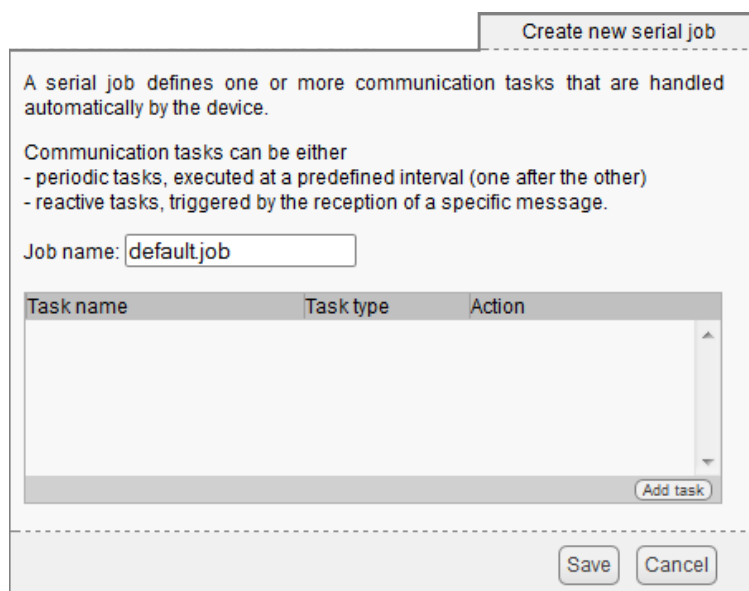 Create new serial job
A serial job defines one or more communication tasks that are handled
automatically by the device.
Communication tasks can be either
- periodic tasks, executed at a predefined interval (one after the other)
- reactive tasks, triggered by the reception of a specific message.
Job name: default.job
Task name Task type Action
Add task
Save Cancel